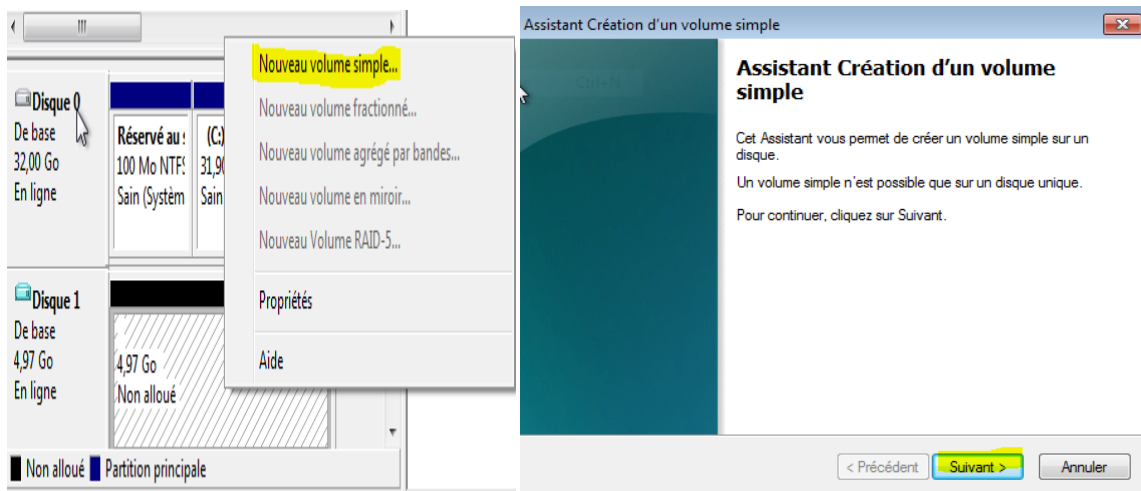 Disque 0
De base
32,00 Go
En ligne
Réservé au
100 Mo NTF
Sain (Systèm
(C:)
31,90
Sain
Nouveau volume simple...
Nouveau volume fractionné...
Nouveau volume agrégé par bandes...
Nouveau volume en miroir...
Nouveau Volume RAID-5...
Propriétés
Aide
Disque 1
De base
4,97 Go
En ligne
4,97 Go
Non alloué
Non alloué Partition principale
Assistant Création d'un volume simple
Ctrl+N
Assistant Création d'un volume
simple
Cet Assistant vous permet de créer un volume simple sur un
disque.
Un volume simple n'est possible que sur un disque unique.
Pour continuer, cliquez sur Suivant.
< Précédent Suivant > Annuler